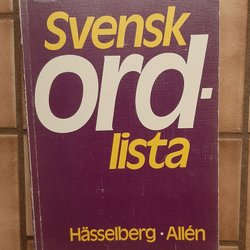 Svensk
ord-
lista
Hässelberg · Allén